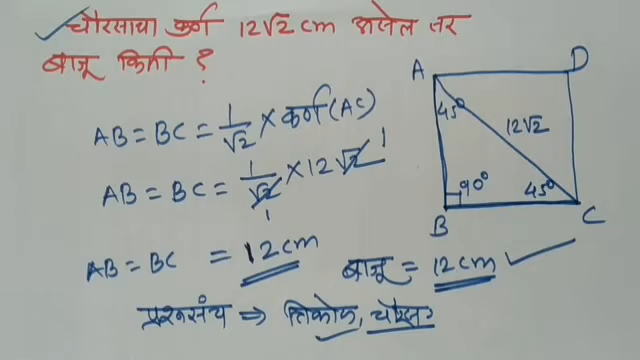 चौरसाचा कर्ण 12√2 cm असेल तर
बाजू किती ?
AB = BC = 1/√2 × कर्ण (AC)
AB = BC = 1/√2 × 12√2 1
1
AB = BC = 12 cm
बाजू = 12 cm
प्रश्नसंच ⇒ त्रिकोण, चौरस
A
D
45°
12√2
90°
45°
B
C